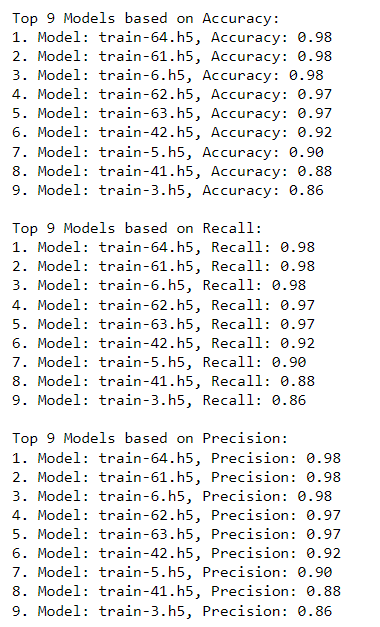 Top 9 Models based on Accuracy:
1. Model: train-64.h5, Accuracy: 0.98
2. Model: train-61.h5, Accuracy: 0.98
3. Model: train-6.h5, Accuracy: 0.98
4. Model: train-62.h5, Accuracy: 0.97
5. Model: train-63.h5, Accuracy: 0.97
6. Model: train-42.h5, Accuracy: 0.92
7. Model: train-5.h5, Accuracy: 0.90
8. Model: train-41.h5, Accuracy: 0.88
9. Model: train-3.h5, Accuracy: 0.86

Top 9 Models based on Recall:
1. Model: train-64.h5, Recall: 0.98
2. Model: train-61.h5, Recall: 0.98
3. Model: train-6.h5, Recall: 0.98
4. Model: train-62.h5, Recall: 0.97
5. Model: train-63.h5, Recall: 0.97
6. Model: train-42.h5, Recall: 0.92
7. Model: train-5.h5, Recall: 0.90
8. Model: train-41.h5, Recall: 0.88
9. Model: train-3.h5, Recall: 0.86

Top 9 Models based on Precision:
1. Model: train-64.h5, Precision: 0.98
2. Model: train-61.h5, Precision: 0.98
3. Model: train-6.h5, Precision: 0.98
4. Model: train-62.h5, Precision: 0.97
5. Model: train-63.h5, Precision: 0.97
6. Model: train-42.h5, Precision: 0.92
7. Model: train-5.h5, Precision: 0.90
8. Model: train-41.h5, Precision: 0.88
9. Model: train-3.h5, Precision: 0.86